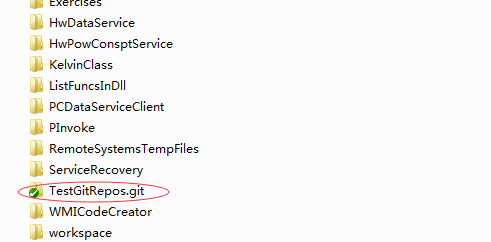 Exercises
HwDataService
HwPowConsptService
KelvinClass
ListFuncsInDll
PCDataServiceClient
PInvoke
RemoteSystemsTempFiles
ServiceRecovery
TestGitRepos.git
WMICodeCreator
workspace